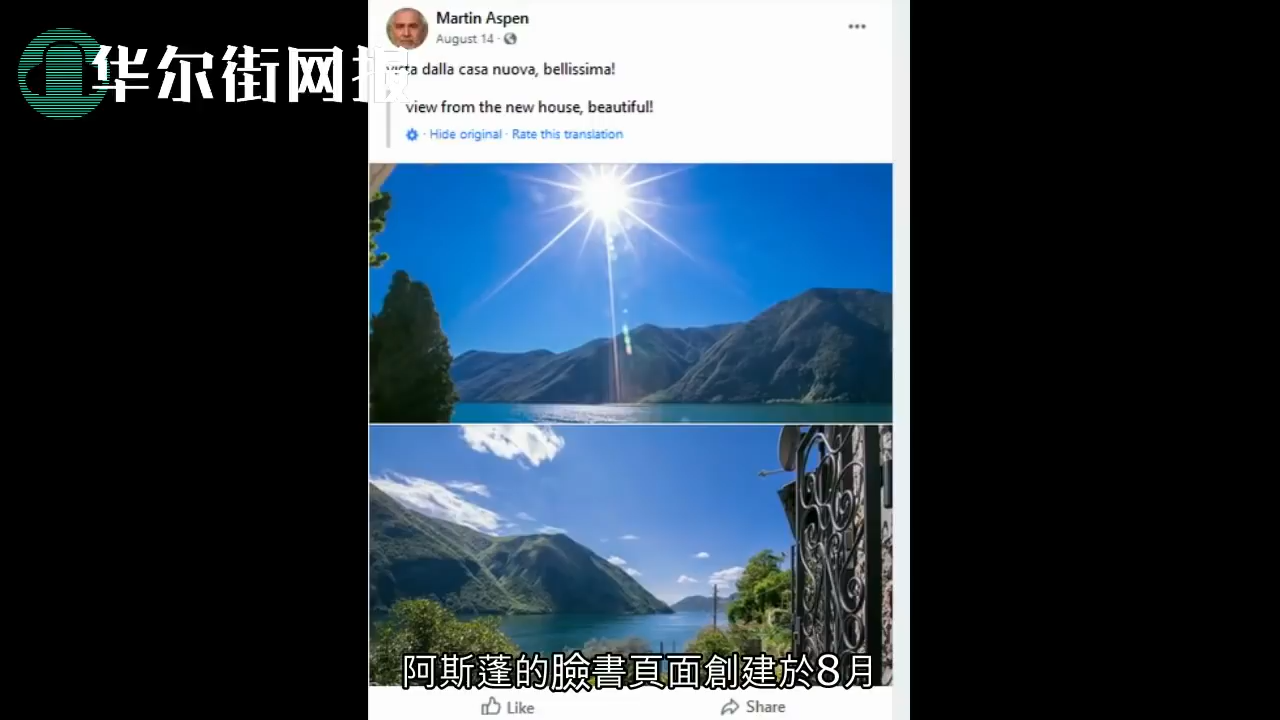 华尔街网报
Martin Aspen
August 14
vista dalla casa nuova, bellissima!
view from the new house, beautiful!
Hide original · Rate this translation
阿斯蓬的臉書頁面創建於8月
Like
Share